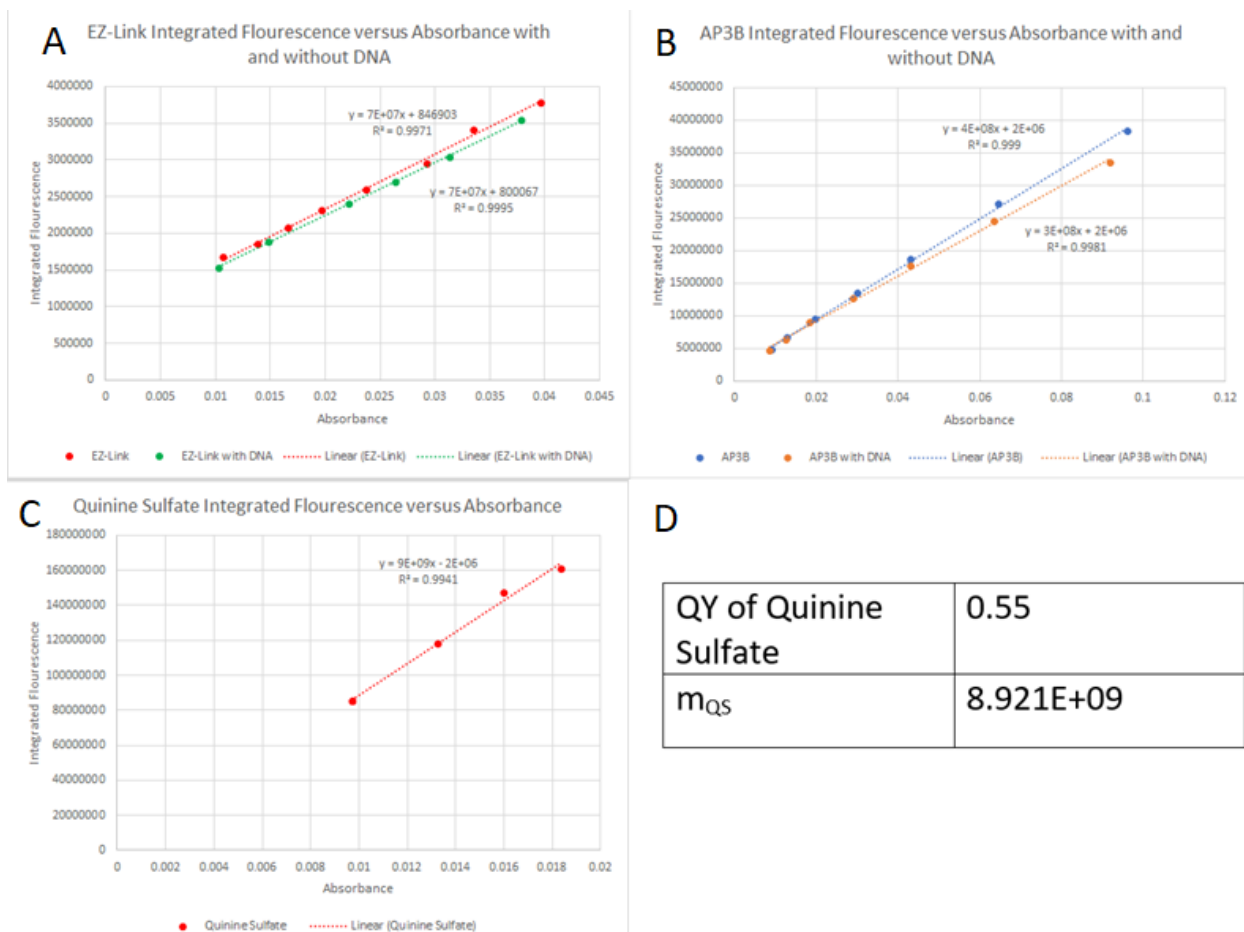 A
EZ-Link Integrated Flourescence versus Absorbance with
and without DNA
4000000
3500000
3000000
2500000
2000000
1500000
1000000
500000
0
Integrated Flourescence
y = 7E+07x + 846903
R² = 0.9971
y = 7E+07x + 800067
R² = 0.9995
0 0.005 0.01 0.015 0.02 0.025 0.03 0.035 0.04 0.045
Absorbance
EZ-Link EZ-Link with DNA Linear (EZ-Link) Linear (EZ-Link with DNA)
B
AP3B Integrated Flourescence versus Absorbance with and
without DNA
45000000
40000000
35000000
30000000
25000000
20000000
15000000
10000000
5000000
0
Integrated Flourescence
y = 4E+08x + 2E+06
R² = 0.999
y = 3E+08x + 2E+06
R² = 0.9981
0 0.02 0.04 0.06 0.08 0.1 0.12
Absorbance
AP3B AP3B with DNA Linear (AP3B) Linear (AP3B with DNA)
C
Quinine Sulfate Integrated Flourescence versus Absorbance
180000000
160000000
140000000
120000000
100000000
80000000
60000000
40000000
20000000
0
Integrated Flourescence
y = 9E+09x - 2E+06
R² = 0.9941
0 0.002 0.004 0.006 0.008 0.01 0.012 0.014 0.016 0.018 0.02
Absorbance
Quinine Sulfate Linear (Quinine Sulfate)
D
QY of Quinine 0.55
Sulfate
mQS 8.921E+09